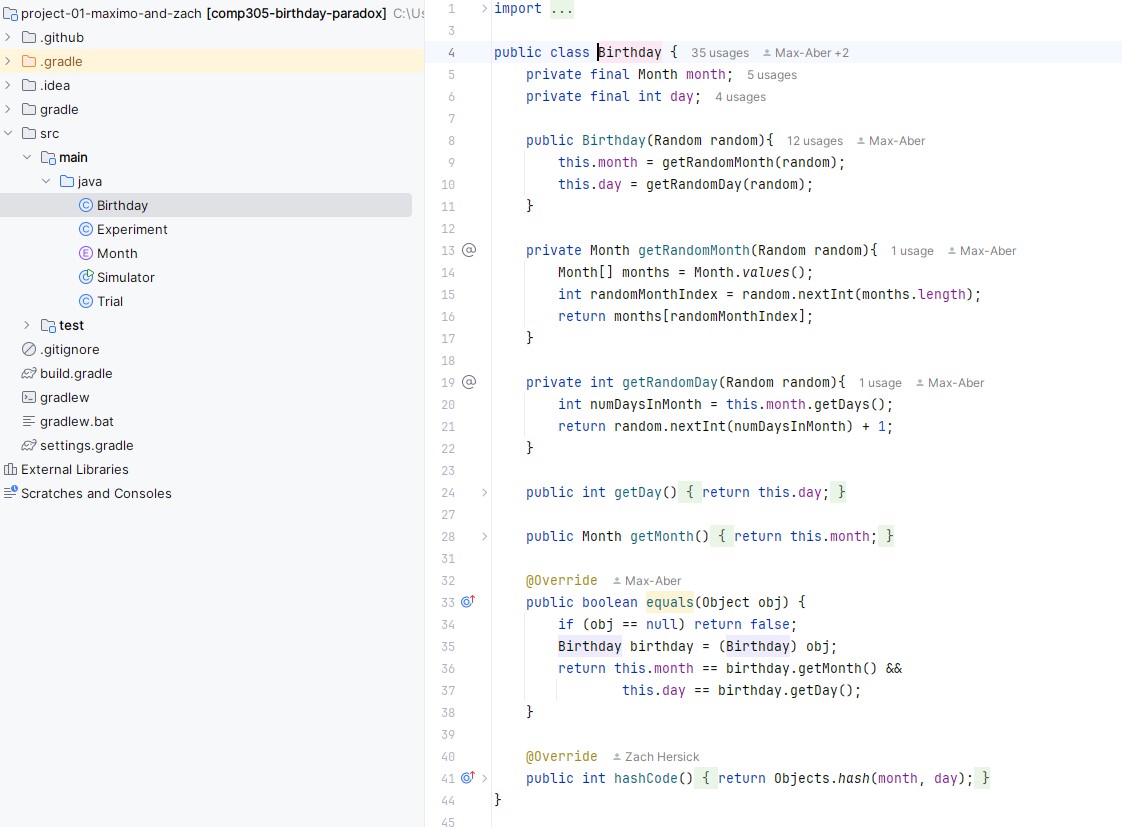 project-01-maximo-and-zach [comp305-birthday-paradox] C:\Us
.github
.gradle
.idea
gradle
src
main
java
Birthday
Experiment
Month
Simulator
Trial
test
.gitignore
build.gradle
gradlew
gradlew.bat
settings.gradle
External Libraries
Scratches and Consoles
1 import ...
3
4 public class Birthday { 35 usages Max-Aber +2
5 private final Month month; 5 usages
6 private final int day; 4 usages
7
8 public Birthday(Random random){ 12 usages Max-Aber
9 this.month = getRandomMonth(random);
10 this.day = getRandomDay(random);
11 }
12
13 private Month getRandomMonth(Random random){ 1 usage Max-Aber
14 Month[] months = Month.values();
15 int randomMonthIndex = random.nextInt(months.length);
16 return months[randomMonthIndex];
17 }
18
19 private int getRandomDay(Random random){ 1 usage Max-Aber
20 int numDaysInMonth = this.month.getDays();
21 return random.nextInt(numDaysInMonth) + 1;
22 }
23
24 public int getDay() { return this.day; }
27
28 public Month getMonth() { return this.month; }
31
32 @Override Max-Aber
33 public boolean equals(Object obj) {
34 if (obj == null) return false;
35 Birthday birthday = (Birthday) obj;
36 return this.month == birthday.getMonth() &&
37 this.day == birthday.getDay();
38 }
39
40 @Override Zach Hersick
41 public int hashCode() { return Objects.hash(month, day); }
44 }
45